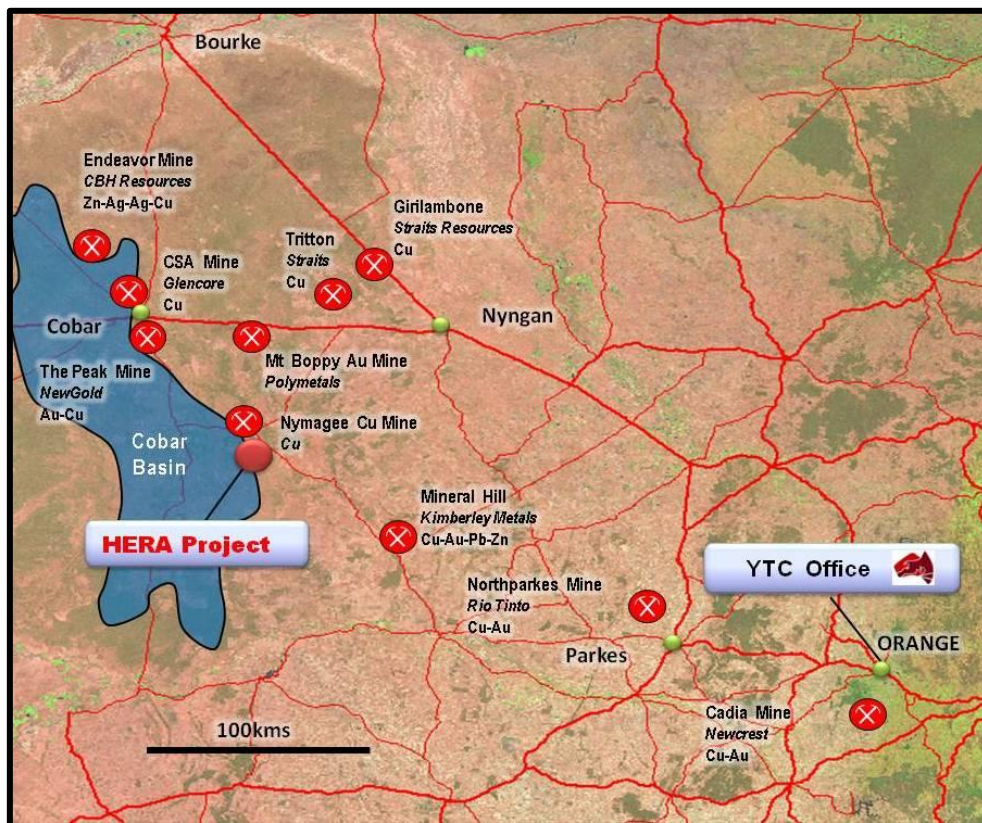 Bourke
Endeavor Mine
CBH Resources
Zn-Ag-Ag-Cu
Girilambone
Straits Resources
Cu
Tritton
Straits
Cu
CSA Mine
Glencore
Cu
Cobar
Nyngan
The Peak Mine
NewGold
Au-Cu
Mt Boppy Au Mine
Polymetals
Nymagee Cu Mine
Cu
Cobar
Basin
Mineral Hill
Kimberley Metals
Cu-Au-Pb-Zn
HERA Project
YTC Office
Northparkes Mine
Rio Tinto
Cu-Au
Parkes
ORANGE
Cadia Mine
Newcrest
Cu-Au
100kms